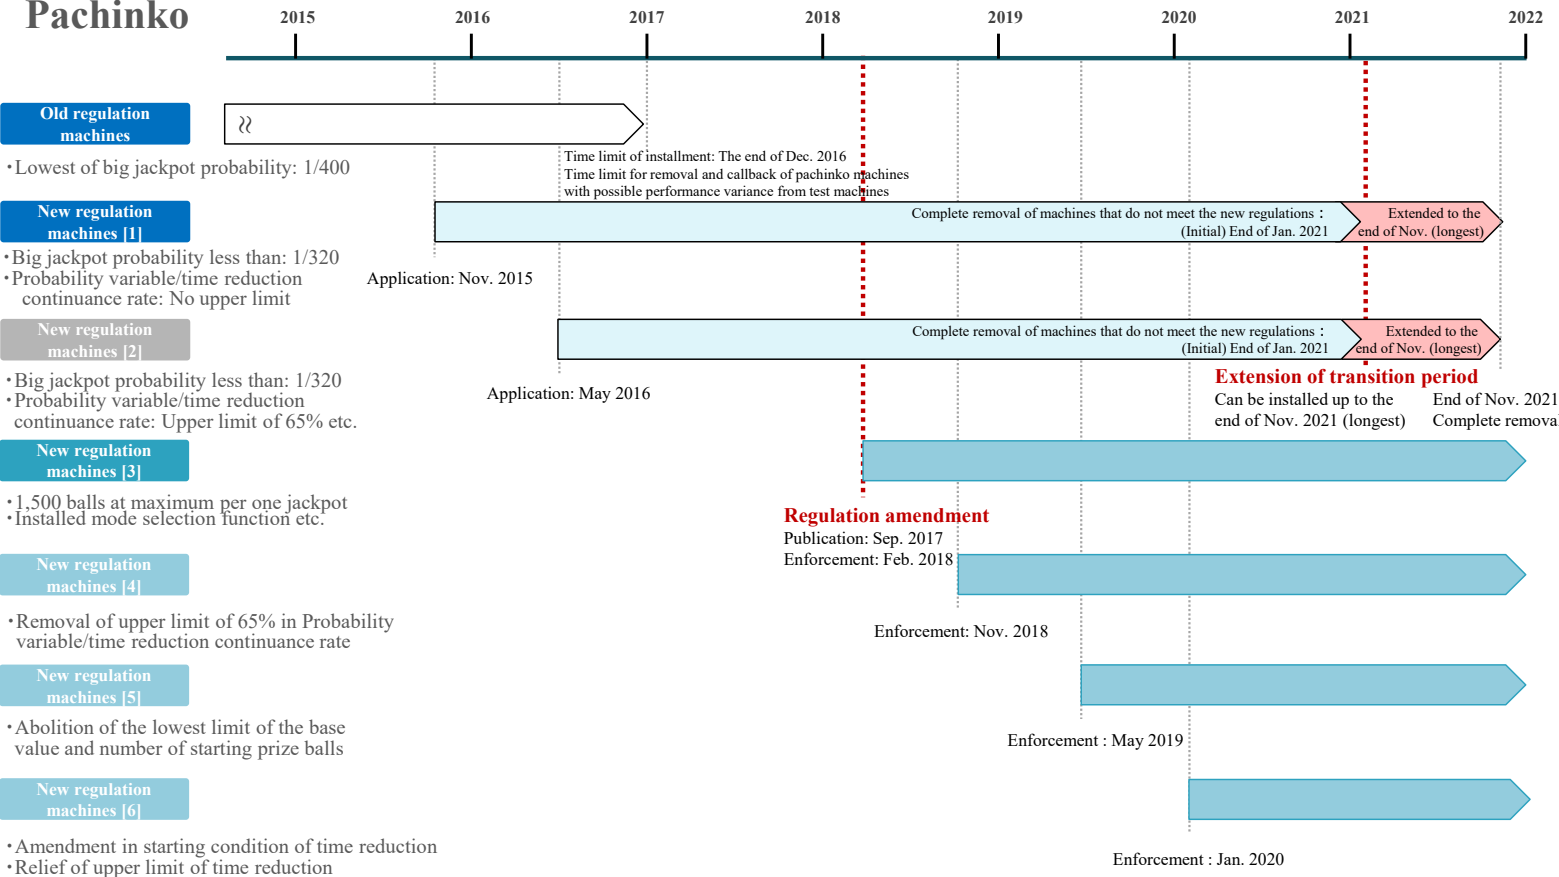 Pachinko
2015 2016 2017 2018 2019 2020 2021 2022
Old regulation
machines
・Lowest of big jackpot probability: 1/400
Time limit of installment: The end of Dec. 2016
Time limit for removal and callback of pachinko machines
with possible performance variance from test machines
New regulation
machines [1]
Complete removal of machines that do not meet the new regulations :
(Initial) End of Jan. 2021
Extended to the
end of Nov. (longest)
・Big jackpot probability less than: 1/320
・Probability variable/time reduction
continuance rate: No upper limit
Application: Nov. 2015
New regulation
machines [2]
Complete removal of machines that do not meet the new regulations :
(Initial) End of Jan. 2021
Extended to the
end of Nov. (longest)
・Big jackpot probability less than: 1/320
・Probability variable/time reduction
continuance rate: Upper limit of 65% etc.
Application: May 2016
Extension of transition period
Can be installed up to the
end of Nov. 2021 (longest)
End of Nov. 2021
Complete removal
New regulation
machines [3]
・1,500 balls at maximum per one jackpot
・Installed mode selection function etc.
Regulation amendment
Publication: Sep. 2017
Enforcement: Feb. 2018
New regulation
machines [4]
・Removal of upper limit of 65% in Probability
variable/time reduction continuance rate
Enforcement: Nov. 2018
New regulation
machines [5]
・Abolition of the lowest limit of the base
value and number of starting prize balls
Enforcement : May 2019
New regulation
machines [6]
・Amendment in starting condition of time reduction
・Relief of upper limit of time reduction
Enforcement : Jan. 2020